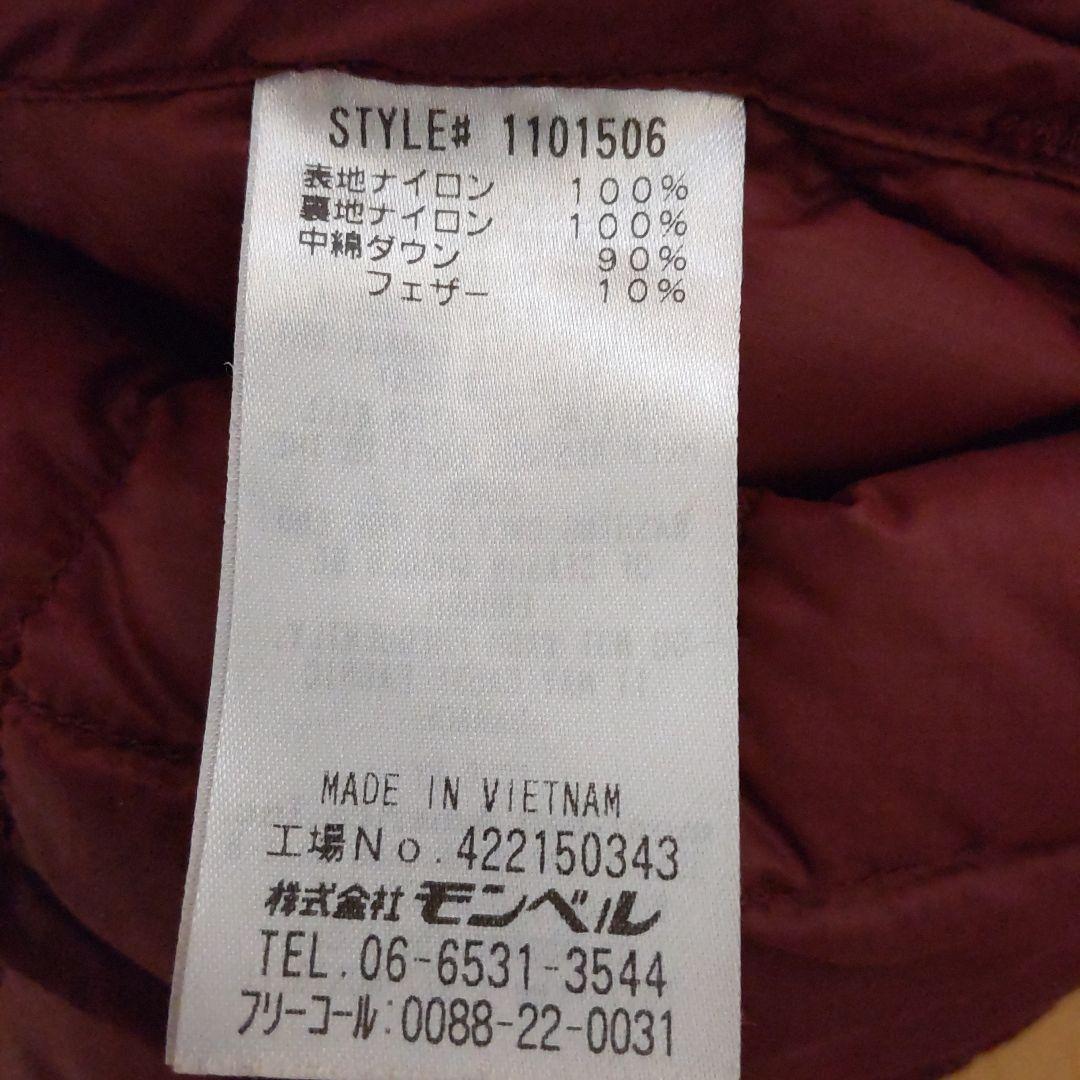 STYLE# 1101506
表地ナイロン 100%
裏地ナイロン 100%
中綿ダウン 90%
フェザー 10%
MADE IN VIETNAM
工場No.422150343
株式会社モンベル
TEL.06-6531-3544
フリーコール:0088-22-0031